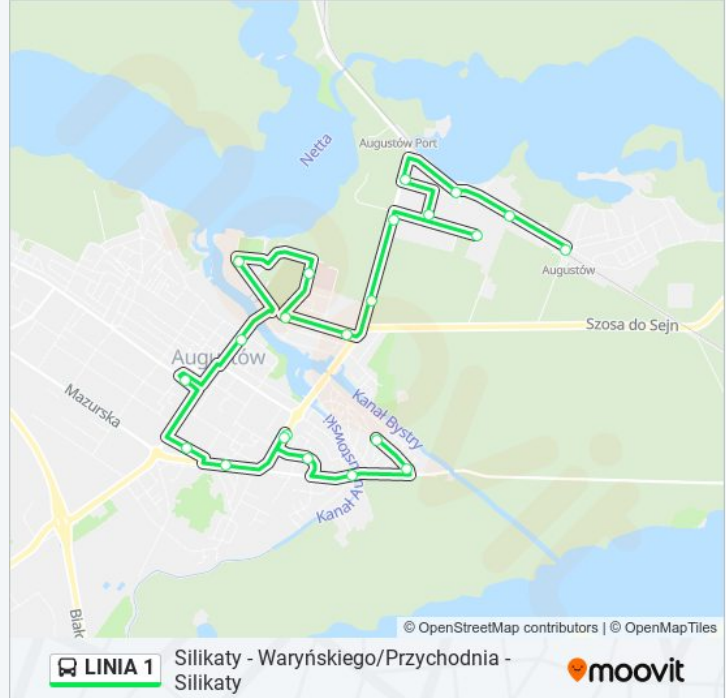 Netta
Augustów Port
Augustów
Szosa do Sejn
Augustów
Mazurska
Kanał Bystry
Kanał Augustowski
© OpenStreetMap contributors | © OpenMapTiles
LINIA 1
Silikaty - Waryńskiego/Przychodnia -
Silikaty
moovit